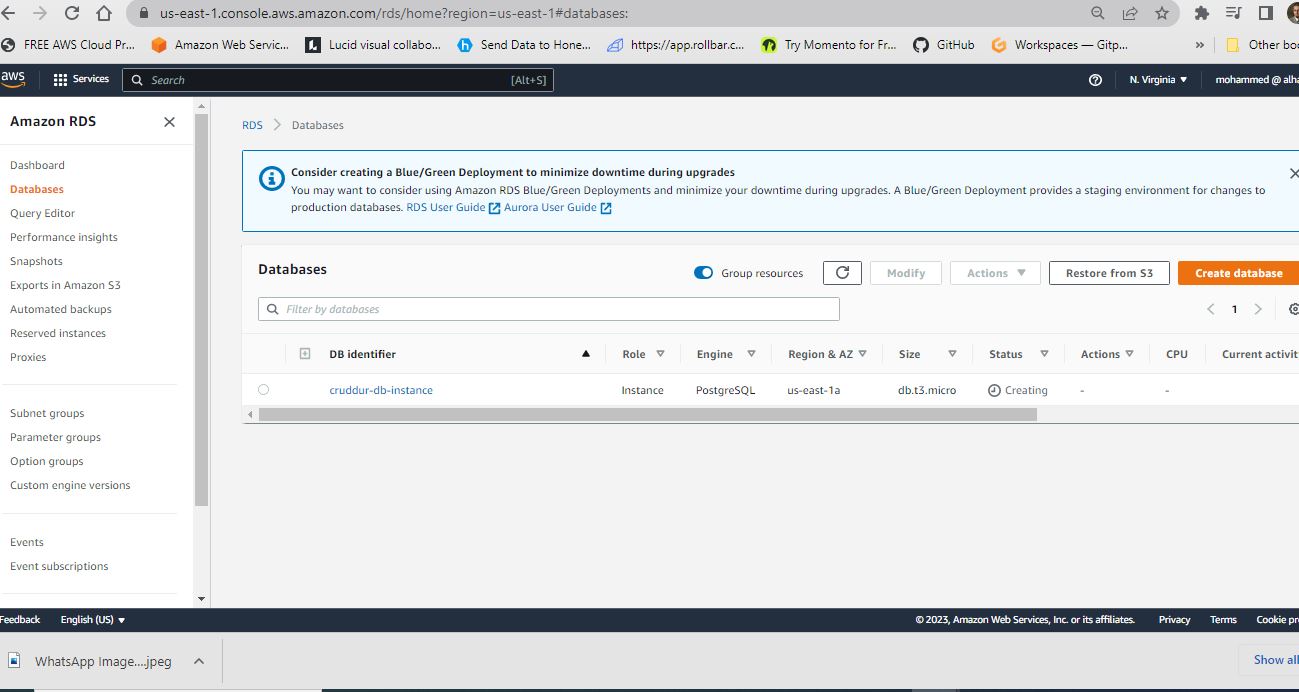 us-east-1.console.aws.amazon.com/rds/home?region=us-east-1#databases:
FREE AWS Cloud Pr... Amazon Web Servic... Lucid visual collabo... Send Data to Hone... https://app.rollbar.c... Try Momento for Fr... GitHub Workspaces — Gitp... » Other boo
aws Services Search [Alt+S] N. Virginia mohammed @ alha
Amazon RDS
Dashboard
Databases
Query Editor
Performance insights
Snapshots
Exports in Amazon S3
Automated backups
Reserved instances
Proxies
Subnet groups
Parameter groups
Option groups
Custom engine versions
Events
Event subscriptions
RDS Databases
Consider creating a Blue/Green Deployment to minimize downtime during upgrades
You may want to consider using Amazon RDS Blue/Green Deployments and minimize your downtime during upgrades. A Blue/Green Deployment provides a staging environment for changes to
production databases. RDS User Guide Aurora User Guide
Databases Group resources Modify Actions Restore from S3 Create database
Filter by databases 1
DB identifier Role Engine Region & AZ Size Status Actions CPU Current activit
cruddur-db-instance Instance PostgreSQL us-east-1a db.t3.micro Creating - -
Feedback English (US) © 2023, Amazon Web Services, Inc. or its affiliates. Privacy Terms Cookie pr
WhatsApp Image....jpeg Show all